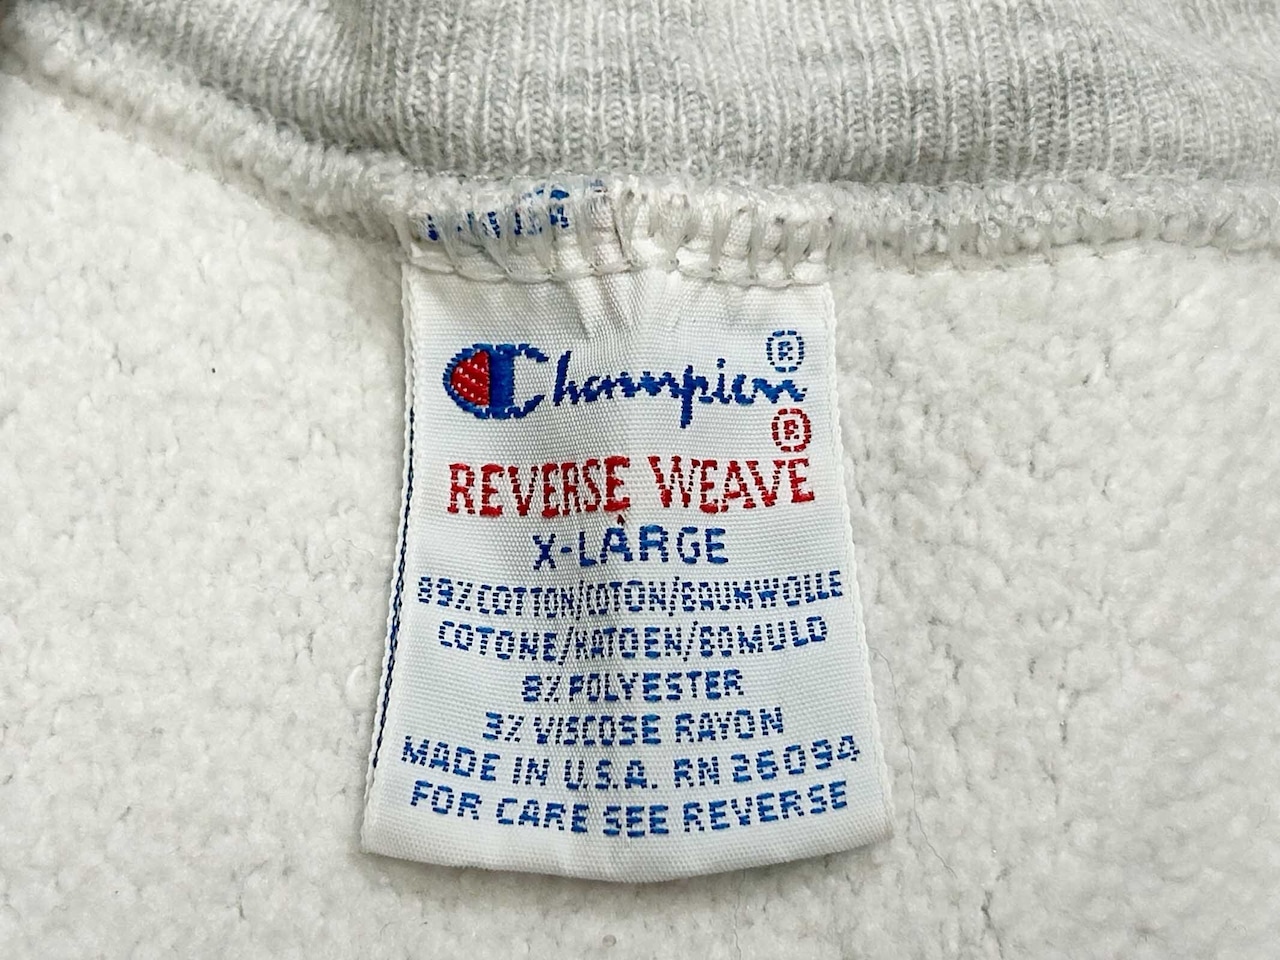 Champion®
REVERSE WEAVE®
X-LARGE
89% COTTON/COTON/BAUMWOLLE
COTONE/KATOEN/BOMULD
8% POLYESTER
3% VISCOSE RAYON
MADE IN U.S.A. RN 26094
FOR CARE SEE REVERSE